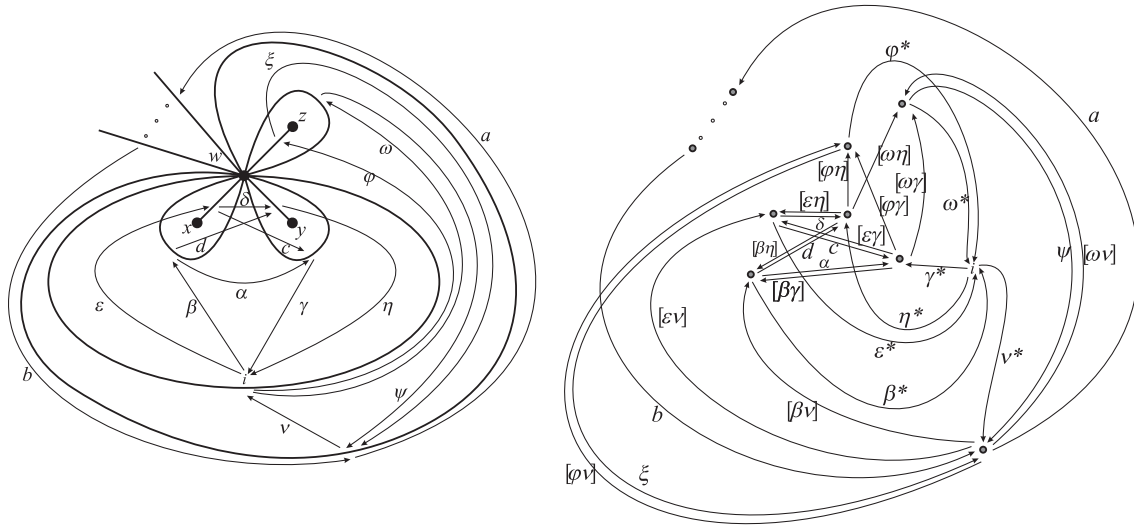 ξ
z
a
ω
w
φ
δ
x
y
d
c
α
ε
β
γ
η
i
b
ψ
ν
φ*
a
[φη]
[ωη]
[ωγ]
[φγ]
ω*
[εη]
δ
[εγ]
[βη]
d
c
α
γ*
i
ψ
[ων]
[βγ]
[εν]
η*
ε*
ν*
β*
[βν]
b
[φν]
ξ